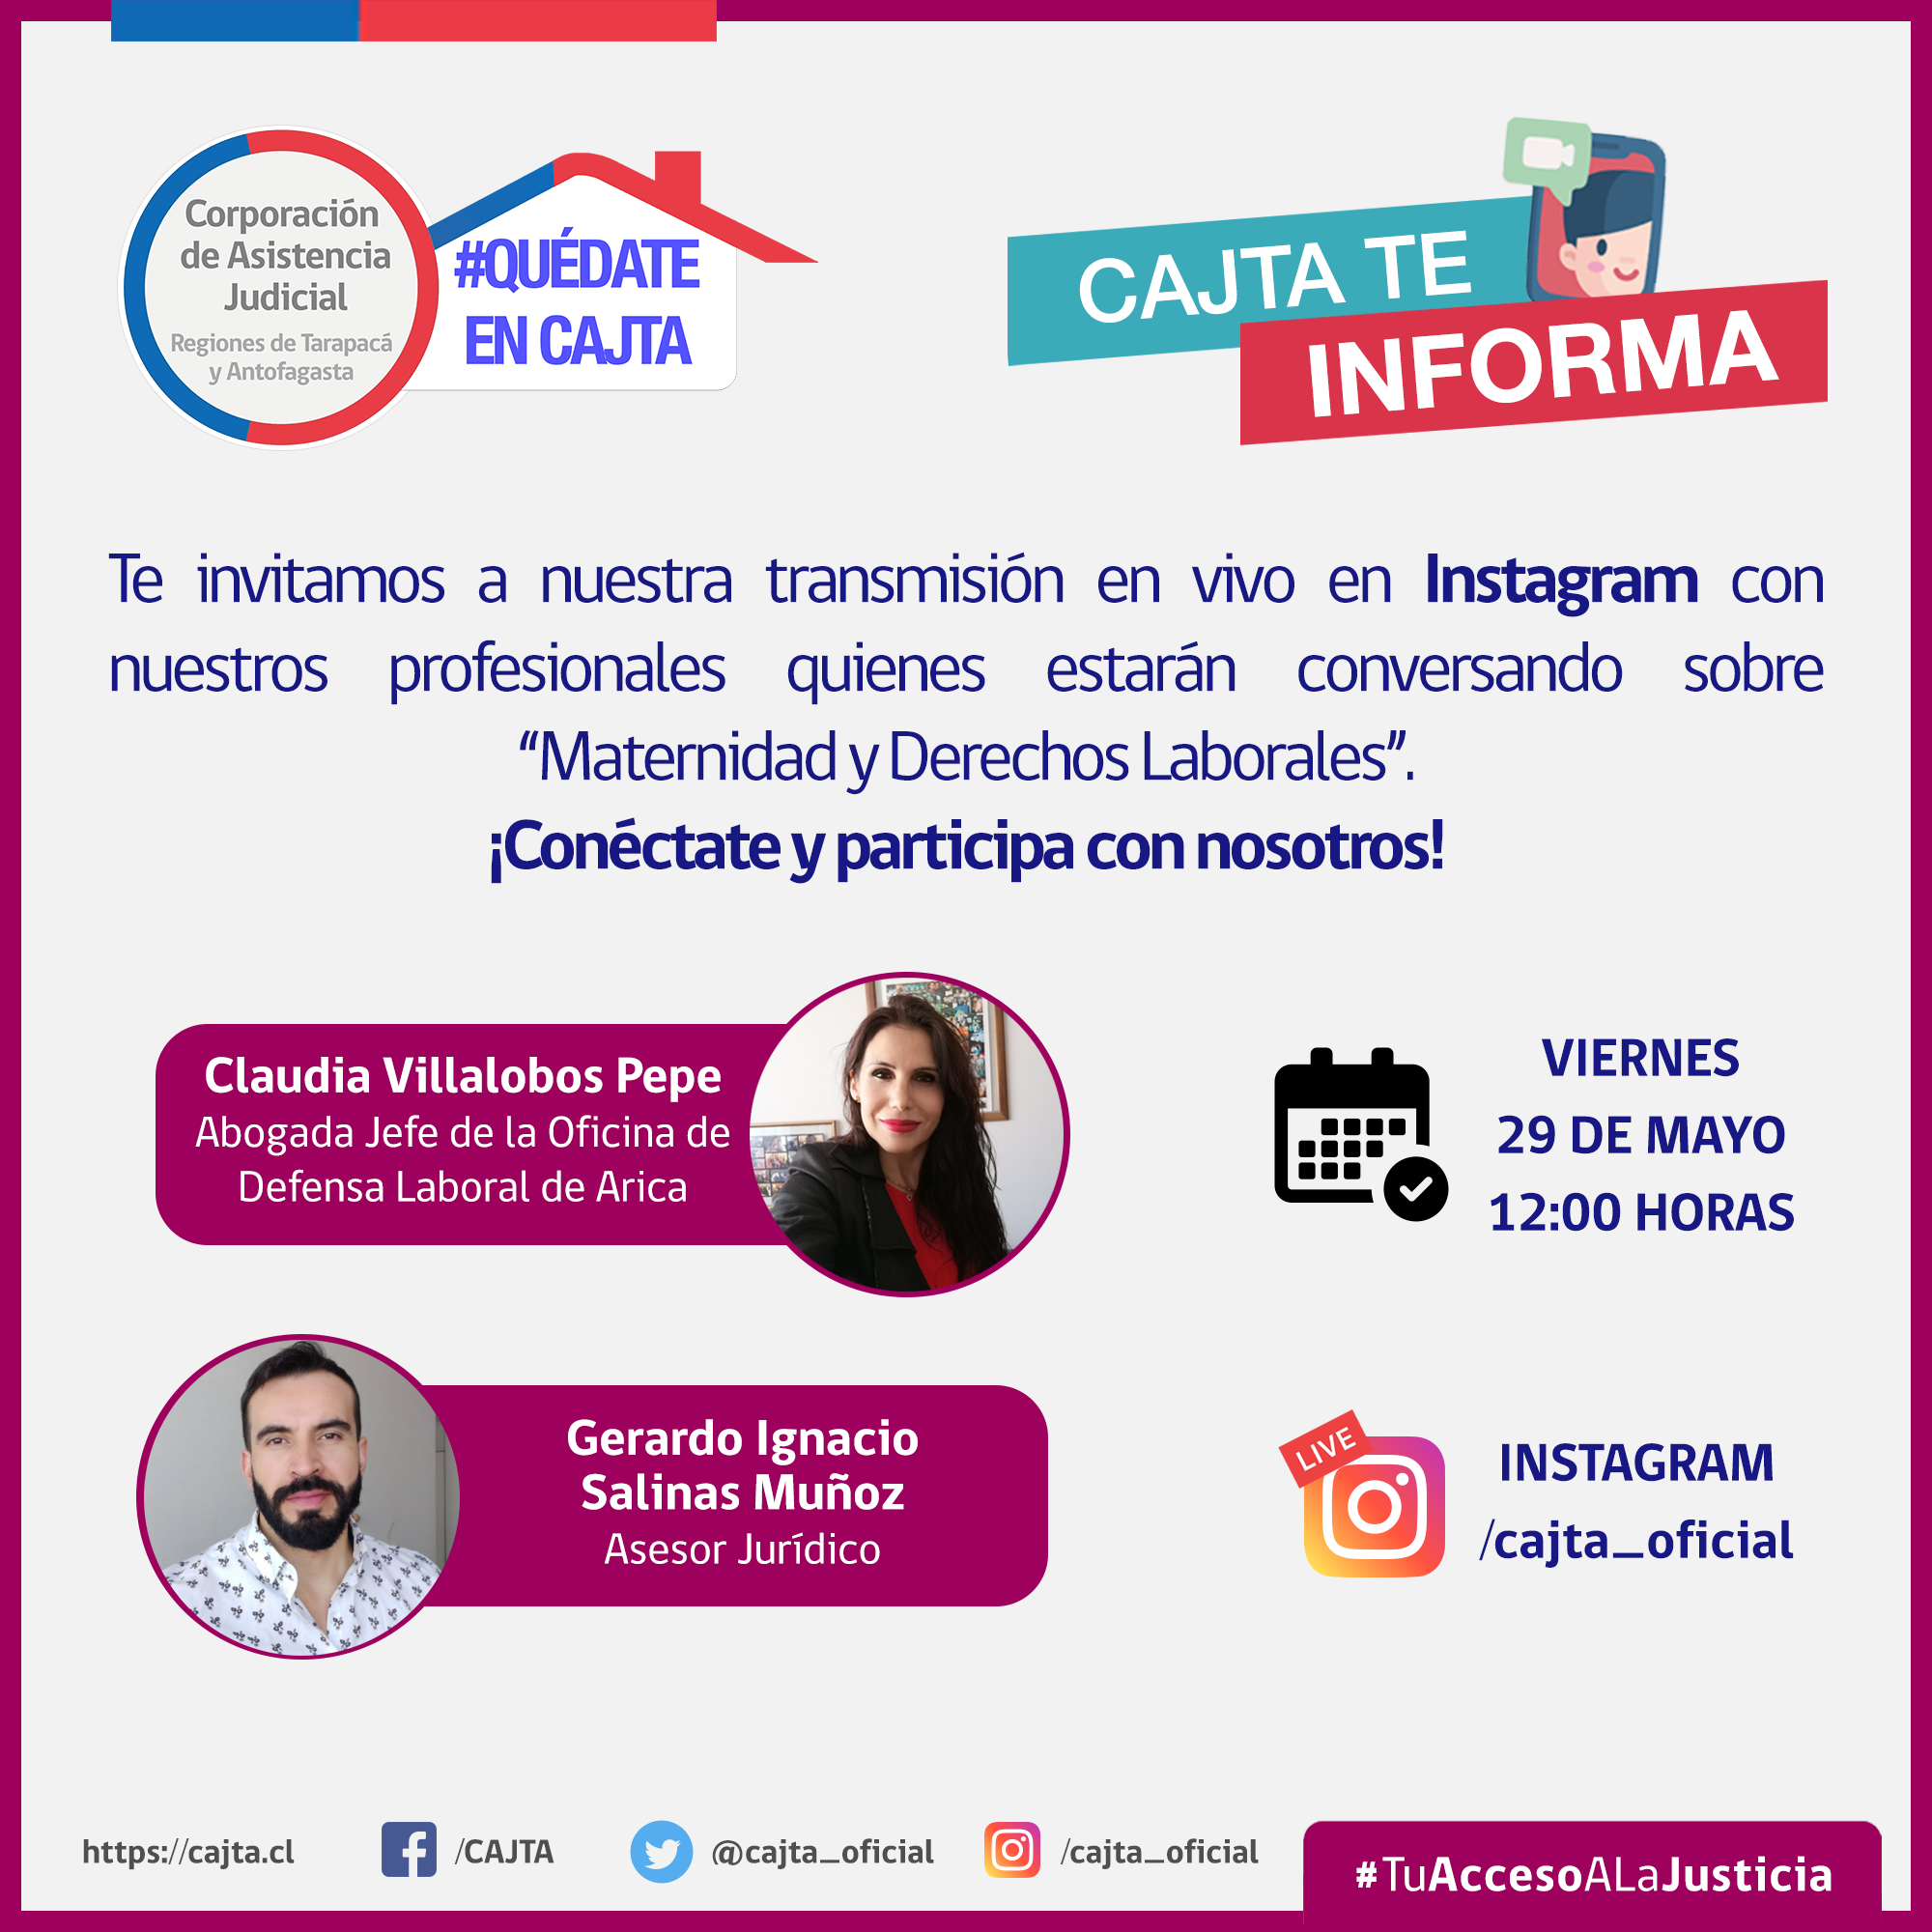 Corporación
de Asistencia
Judicial
Regiones de Tarapacá
y Antofagasta
#QUÉDATE
EN CAJTA
CAJTA TE
INFORMA
Te invitamos a nuestra transmisión en vivo en Instagram con
nuestros profesionales quienes estarán conversando sobre
“Maternidad y Derechos Laborales”.
¡Conéctate y participa con nosotros!
Claudia Villalobos Pepe
Abogada Jefe de la Oficina de
Defensa Laboral de Arica
VIERNES
29 DE MAYO
12:00 HORAS
Gerardo Ignacio
Salinas Muñoz
Asesor Jurídico
LIVE
INSTAGRAM
/cajta_oficial
https://cajta.cl
/CAJTA
@cajta_oficial
/cajta_oficial
#TuAccesoALaJusticia